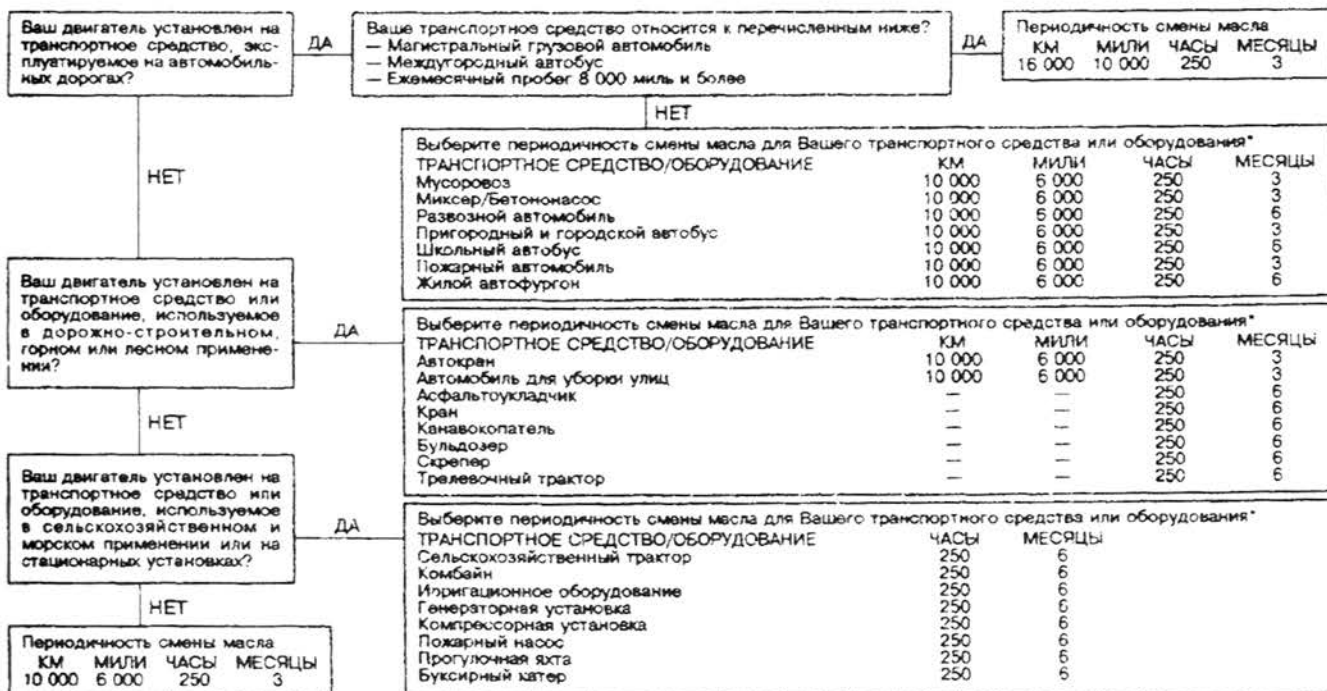 Ваш двигатель установлен на
транспортное средство, экс-
плуатируемое на автомобиль-
ных дорогах?
ДА
Ваше транспортное средство относится к перечисленным ниже?
— Магистральный грузовой автомобиль
— Междугородный автобус
— Ежемесячный пробег 8 000 миль и более
ДА
Периодичность смены масла
КМ МИЛИ ЧАСЫ МЕСЯЦЫ
16 000 10 000 250 3
НЕТ
НЕТ
Выберите периодичность смены масла для Вашего транспортного средства или оборудования*
ТРАНСПОРТНОЕ СРЕДСТВО/ОБОРУДОВАНИЕ КМ МИЛИ ЧАСЫ МЕСЯЦЫ
Мусоровоз 10 000 6 000 250 3
Миксер/Бетононасос 10 000 6 000 250 3
Развозной автомобиль 10 000 6 000 250 6
Пригородный и городской автобус 10 000 6 000 250 3
Школьный автобус 10 000 6 000 250 6
Пожарный автомобиль 10 000 6 000 250 3
Жилой автофургон 10 000 6 000 250 6
Ваш двигатель установлен на
транспортное средство или
оборудование, используемое
в дорожно-строительном,
горном или лесном примене-
нии?
ДА
Выберите периодичность смены масла для Вашего транспортного средства или оборудования*
ТРАНСПОРТНОЕ СРЕДСТВО/ОБОРУДОВАНИЕ КМ МИЛИ ЧАСЫ МЕСЯЦЫ
Автокран 10 000 6 000 250 3
Автомобиль для уборки улиц 10 000 6 000 250 3
Асфальтоукладчик — — 250 6
Кран — — 250 6
Канавокопатель — — 250 6
Бульдозер — — 250 6
Скрепер — — 250 6
Трелевочный трактор — — 250 6
НЕТ
Ваш двигатель установлен на
транспортное средство или
оборудование, используемое
в сельскохозяйственном и
морском применении или на
стационарных установках?
ДА
Выберите периодичность смены масла для Вашего транспортного средства или оборудования*
ТРАНСПОРТНОЕ СРЕДСТВО/ОБОРУДОВАНИЕ ЧАСЫ МЕСЯЦЫ
Сельскохозяйственный трактор 250 6
Комбайн 250 6
Ирригационное оборудование 250 6
Генераторная установка 250 6
Компрессорная установка 250 6
Пожарный насос 250 6
Прогулочная яхта 250 6
Буксирный катер 250 6
НЕТ
Периодичность смены масла
КМ МИЛИ ЧАСЫ МЕСЯЦЫ
10 000 6 000 250 3